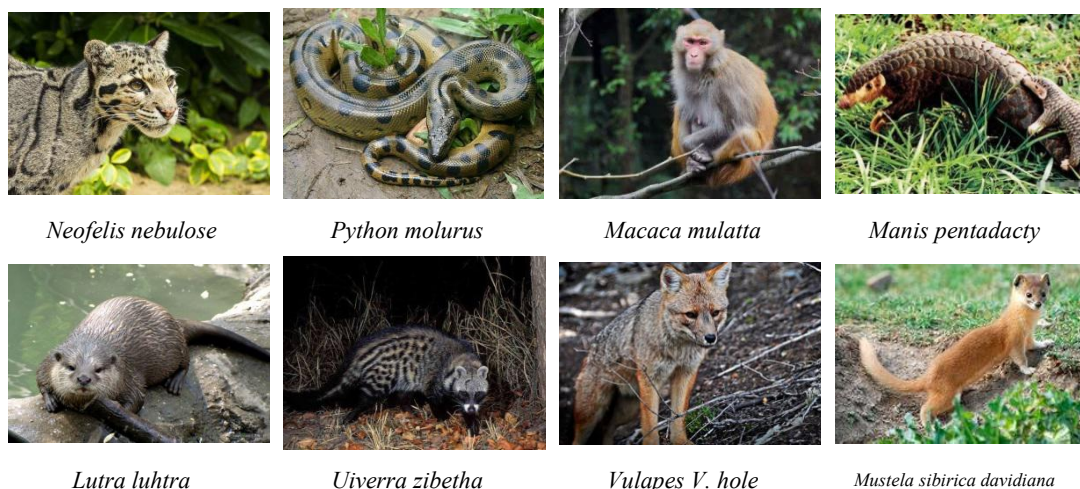 Neofelis nebulose
Python molurus
Macaca mulatta
Manis pentadacty
Lutra luhtra
Uiverra zibetha
Vulapes V. hole
Mustela sibirica davidiana